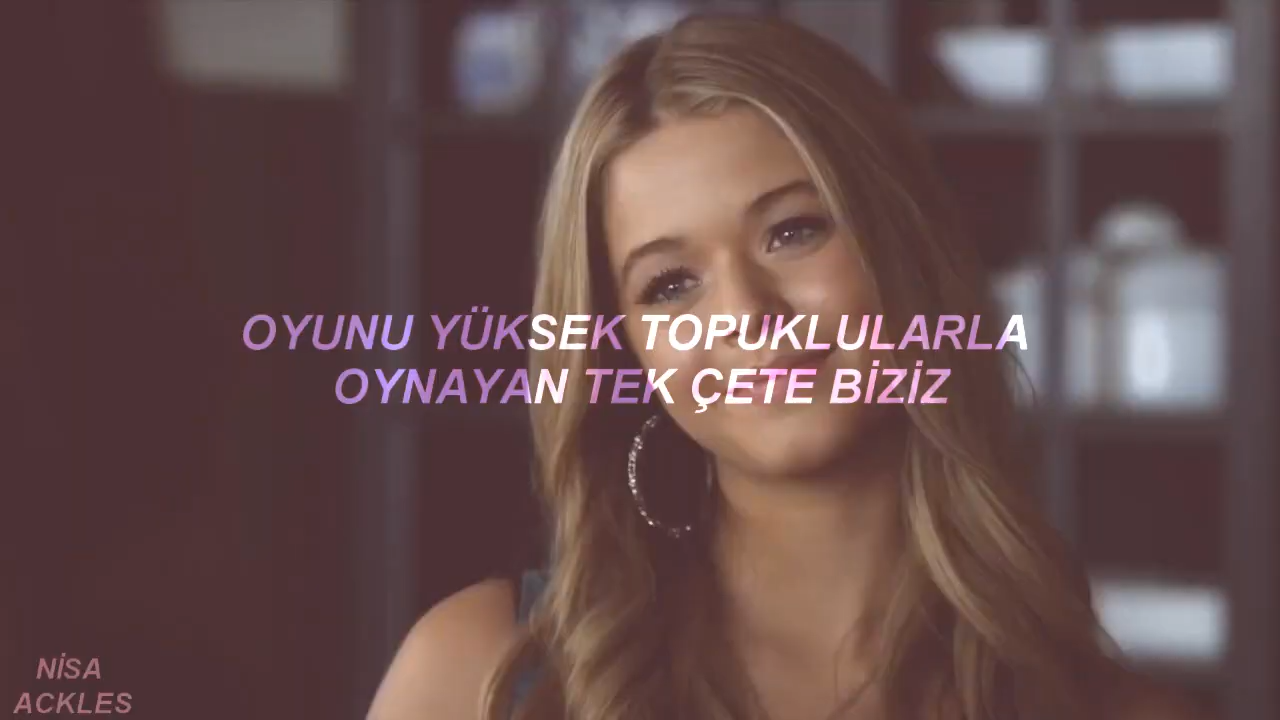 OYUNU YÜKSEK TOPUKLULARLA
OYNAYAN TEK ÇETE BİZİZ
NİSA
ACKLES